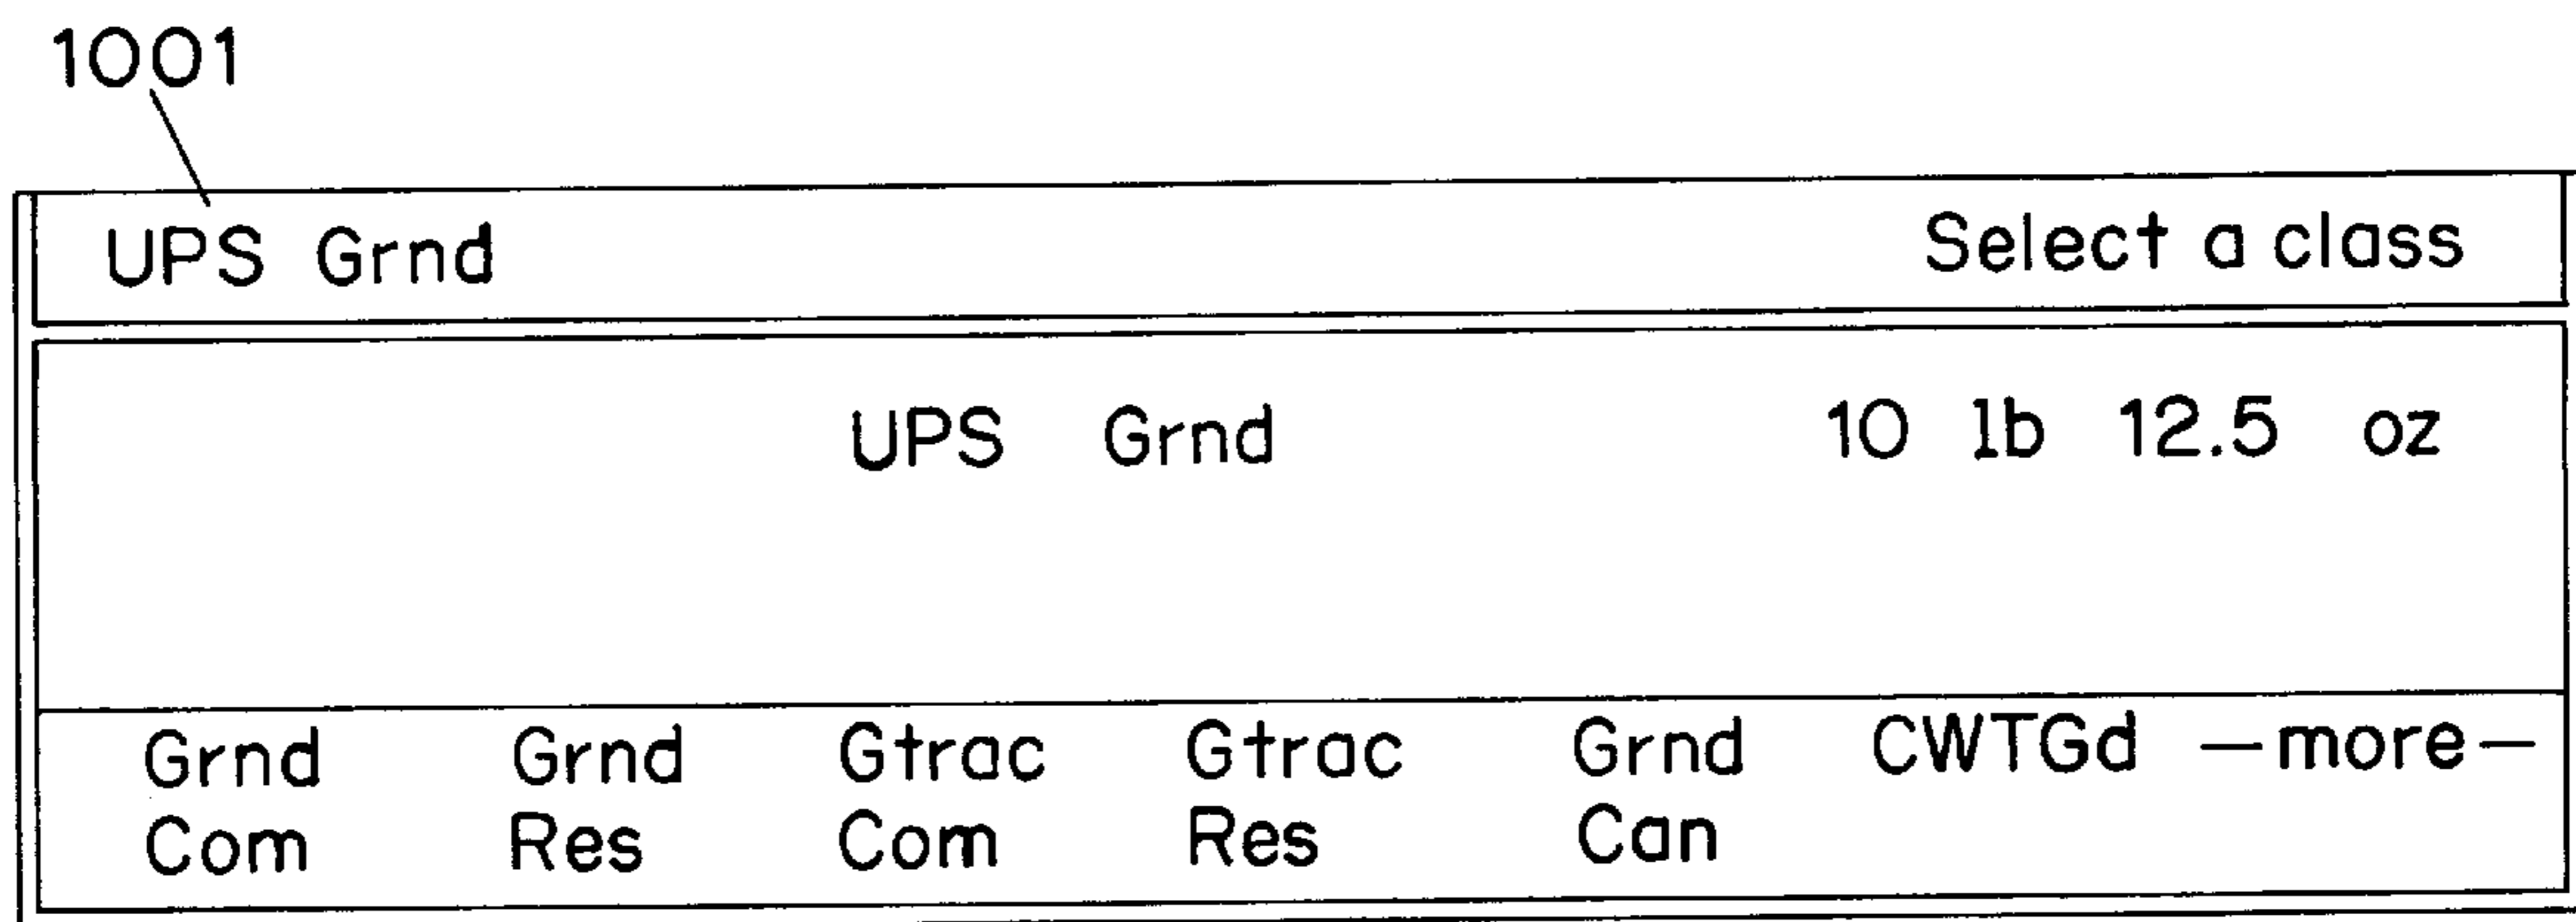 1001
UPS Grnd Select a class
UPS Grnd 10 lb 12.5 oz
Grnd Grnd Gtrac Gtrac Grnd CWTGd —more—
Com Res Com Res Can